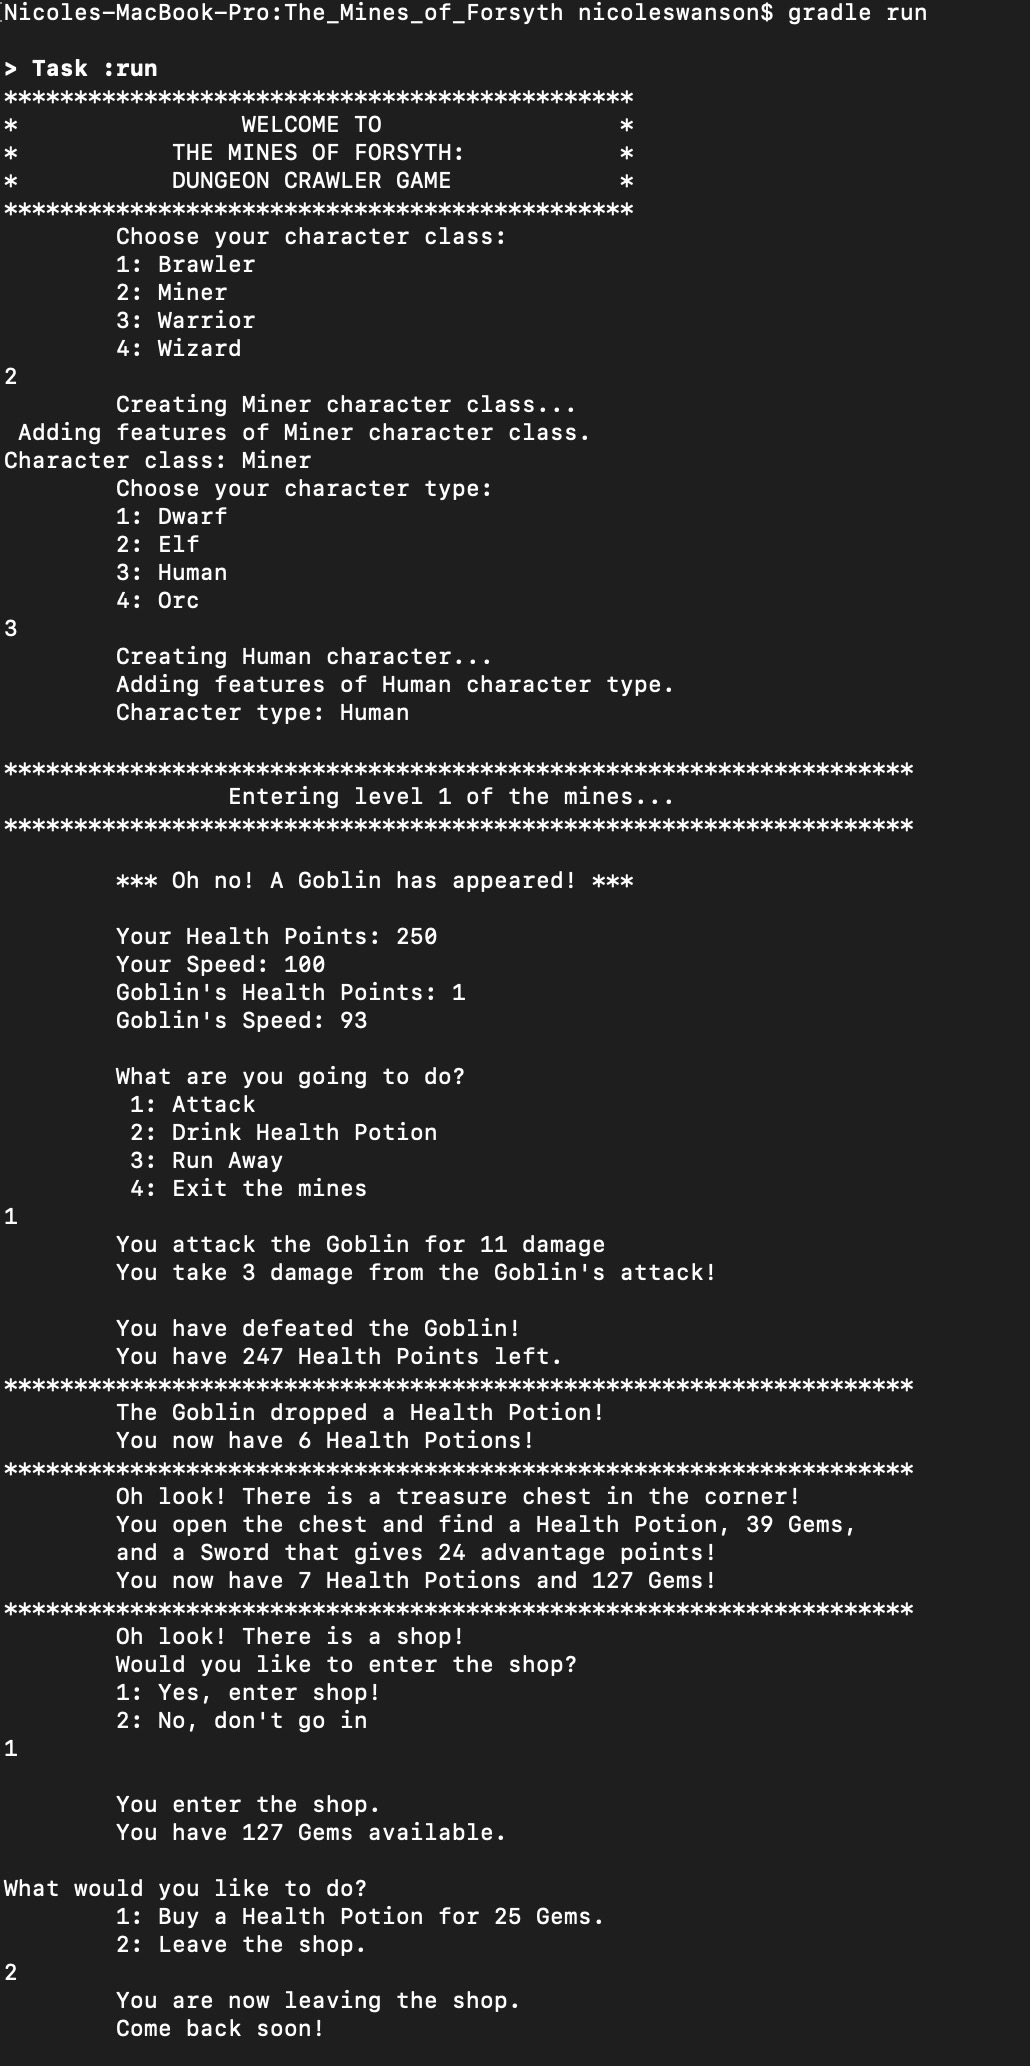 Nicoles-MacBook-Pro:The_Mines_of_Forsyth nicoleswanson$ gradle run
> Task :run
*********************************************
* WELCOME TO *
* THE MINES OF FORSYTH: *
* DUNGEON CRAWLER GAME *
*********************************************
Choose your character class:
1: Brawler
2: Miner
3: Warrior
4: Wizard
2
Creating Miner character class...
Adding features of Miner character class.
Character class: Miner
Choose your character type:
1: Dwarf
2: Elf
3: Human
4: Orc
3
Creating Human character...
Adding features of Human character type.
Character type: Human
*****************************************************************
Entering level 1 of the mines...
*****************************************************************
*** Oh no! A Goblin has appeared! ***
Your Health Points: 250
Your Speed: 100
Goblin's Health Points: 1
Goblin's Speed: 93
What are you going to do?
1: Attack
2: Drink Health Potion
3: Run Away
4: Exit the mines
1
You attack the Goblin for 11 damage
You take 3 damage from the Goblin's attack!
You have defeated the Goblin!
You have 247 Health Points left.
*****************************************************************
The Goblin dropped a Health Potion!
You now have 6 Health Potions!
*****************************************************************
Oh look! There is a treasure chest in the corner!
You open the chest and find a Health Potion, 39 Gems,
and a Sword that gives 24 advantage points!
You now have 7 Health Potions and 127 Gems!
*****************************************************************
Oh look! There is a shop!
Would you like to enter the shop?
1: Yes, enter shop!
2: No, don't go in
1
You enter the shop.
You have 127 Gems available.
What would you like to do?
1: Buy a Health Potion for 25 Gems.
2: Leave the shop.
2
You are now leaving the shop.
Come back soon!